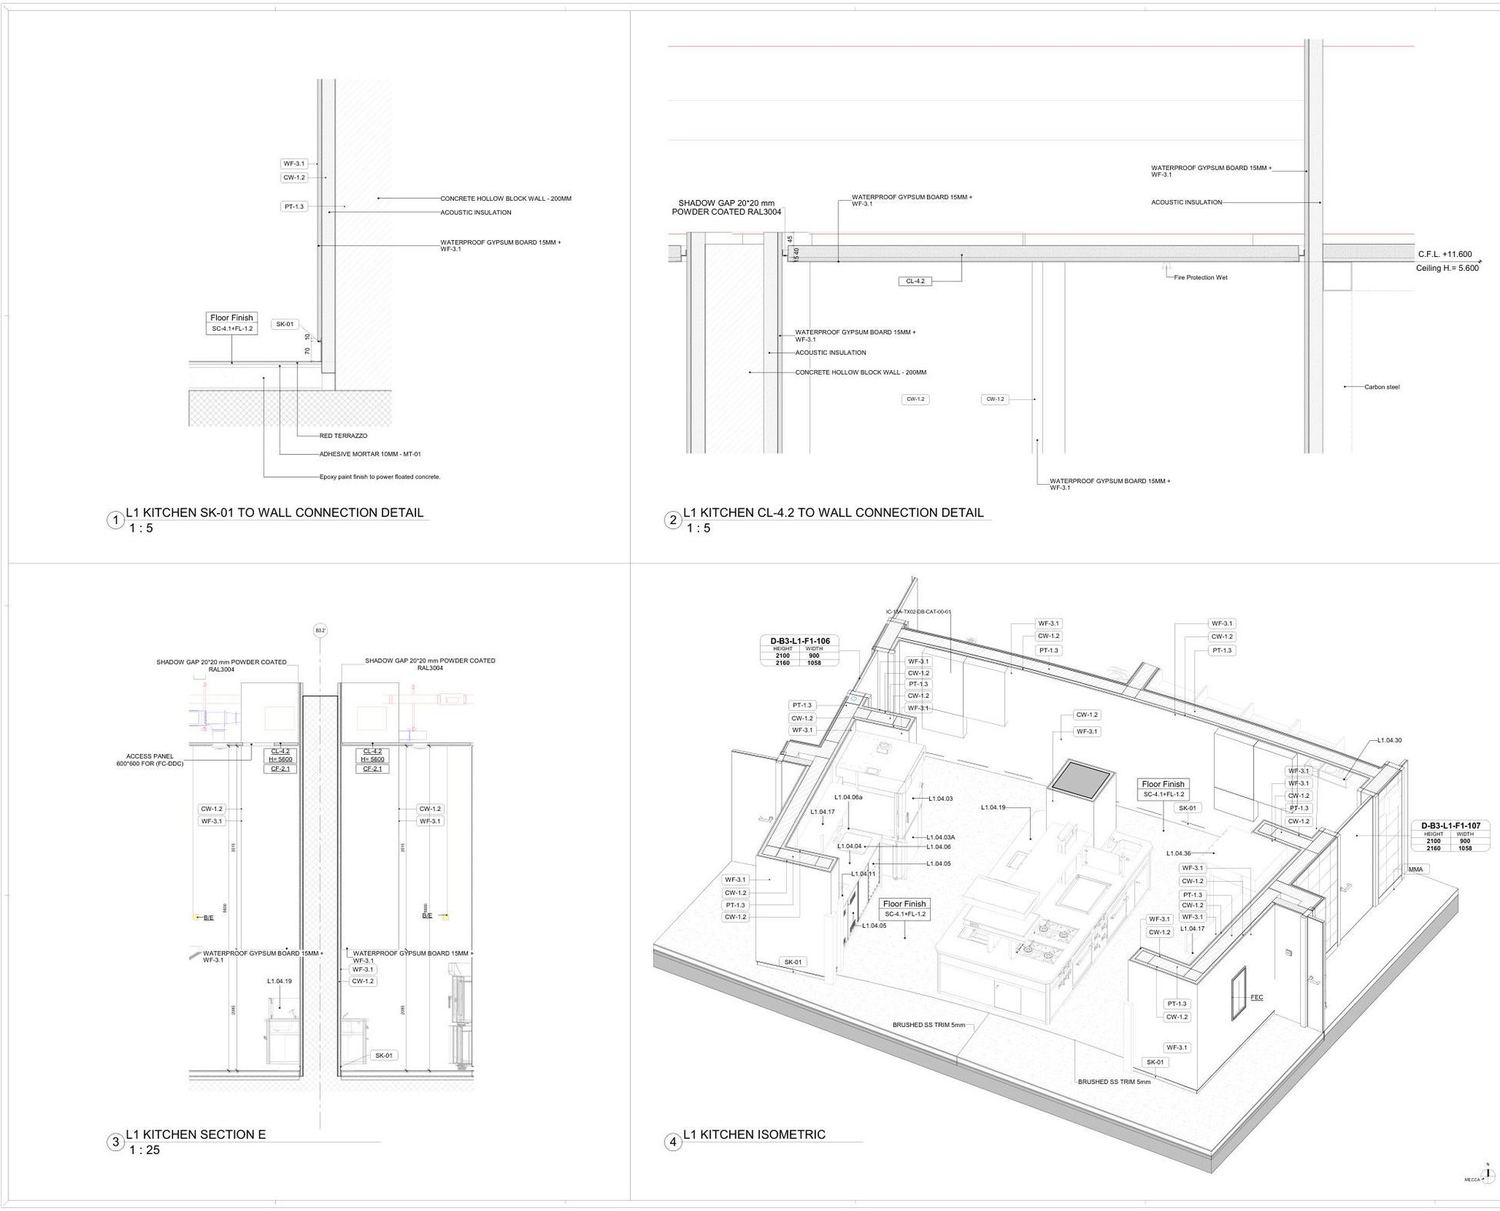 WF-3.1
CW-1.2
PT-1.3
CONCRETE HOLLOW BLOCK WALL - 200MM
ACOUSTIC INSULATION
WATERPROOF GYPSUM BOARD 15MM +
WF-3.1
Floor Finish
SC-4.1+FL-1.2
SK-01
10
70
RED TERRAZZO
ADHESIVE MORTAR 10MM - MT-01
Epoxy paint finish to power floated concrete.
1
L1 KITCHEN SK-01 TO WALL CONNECTION DETAIL
1 : 5
WATERPROOF GYPSUM BOARD 15MM +
WF-3.1
ACOUSTIC INSULATION
WATERPROOF GYPSUM BOARD 15MM +
WF-3.1
SHADOW GAP 20*20 mm
POWDER COATED RAL3004
45
15 40
C.F.L. +11.600
Ceiling H.= 5.600
CL-4.2
Fire Protection Wet
WATERPROOF GYPSUM BOARD 15MM +
WF-3.1
ACOUSTIC INSULATION
CONCRETE HOLLOW BLOCK WALL - 200MM
Carbon steel
CW-1.2
CW-1.2
WATERPROOF GYPSUM BOARD 15MM +
WF-3.1
2
L1 KITCHEN CL-4.2 TO WALL CONNECTION DETAIL
1 : 5
B3.2'
SHADOW GAP 20*20 mm POWDER COATED
RAL3004
SHADOW GAP 20*20 mm POWDER COATED
RAL3004
ACCESS PANEL
600*600 FOR (FC-DDC)
CL-4.2
H= 5600
CF-2.1
CL-4.2
H= 5600
CF-2.1
CW-1.2
WF-3.1
CW-1.2
WF-3.1
B/E
B/E
WATERPROOF GYPSUM BOARD 15MM +
WF-3.1
WATERPROOF GYPSUM BOARD 15MM +
WF-3.1
WF-3.1
CW-1.2
L1.04.19
SK-01
3
L1 KITCHEN SECTION E
1 : 25
IC-15A-TX02-DB-CAT-00-01
D-B3-L1-F1-106
HEIGHT WIDTH
2100 900
2160 1058
WF-3.1
CW-1.2
PT-1.3
WF-3.1
CW-1.2
PT-1.3
WF-3.1
CW-1.2
PT-1.3
CW-1.2
WF-3.1
PT-1.3
CW-1.2
WF-3.1
CW-1.2
WF-3.1
L1.04.30
WF-3.1
WF-3.1
CW-1.2
PT-1.3
CW-1.2
Floor Finish
SC-4.1+FL-1.2
SK-01
L1.04.06a
L1.04.03
L1.04.17
L1.04.19
D-B3-L1-F1-107
HEIGHT WIDTH
2100 900
2160 1058
L1.04.03A
L1.04.04
L1.04.06
L1.04.05
L1.04.36
MMA
L1.04.11
WF-3.1
CW-1.2
PT-1.3
CW-1.2
WF-3.1
CW-1.2
PT-1.3
CW-1.2
WF-3.1
Floor Finish
SC-4.1+FL-1.2
L1.04.05
WF-3.1
CW-1.2
L1.04.17
SK-01
FEC
PT-1.3
CW-1.2
BRUSHED SS TRIM 5mm
WF-3.1
SK-01
BRUSHED SS TRIM 5mm
4
L1 KITCHEN ISOMETRIC
N
MECCA